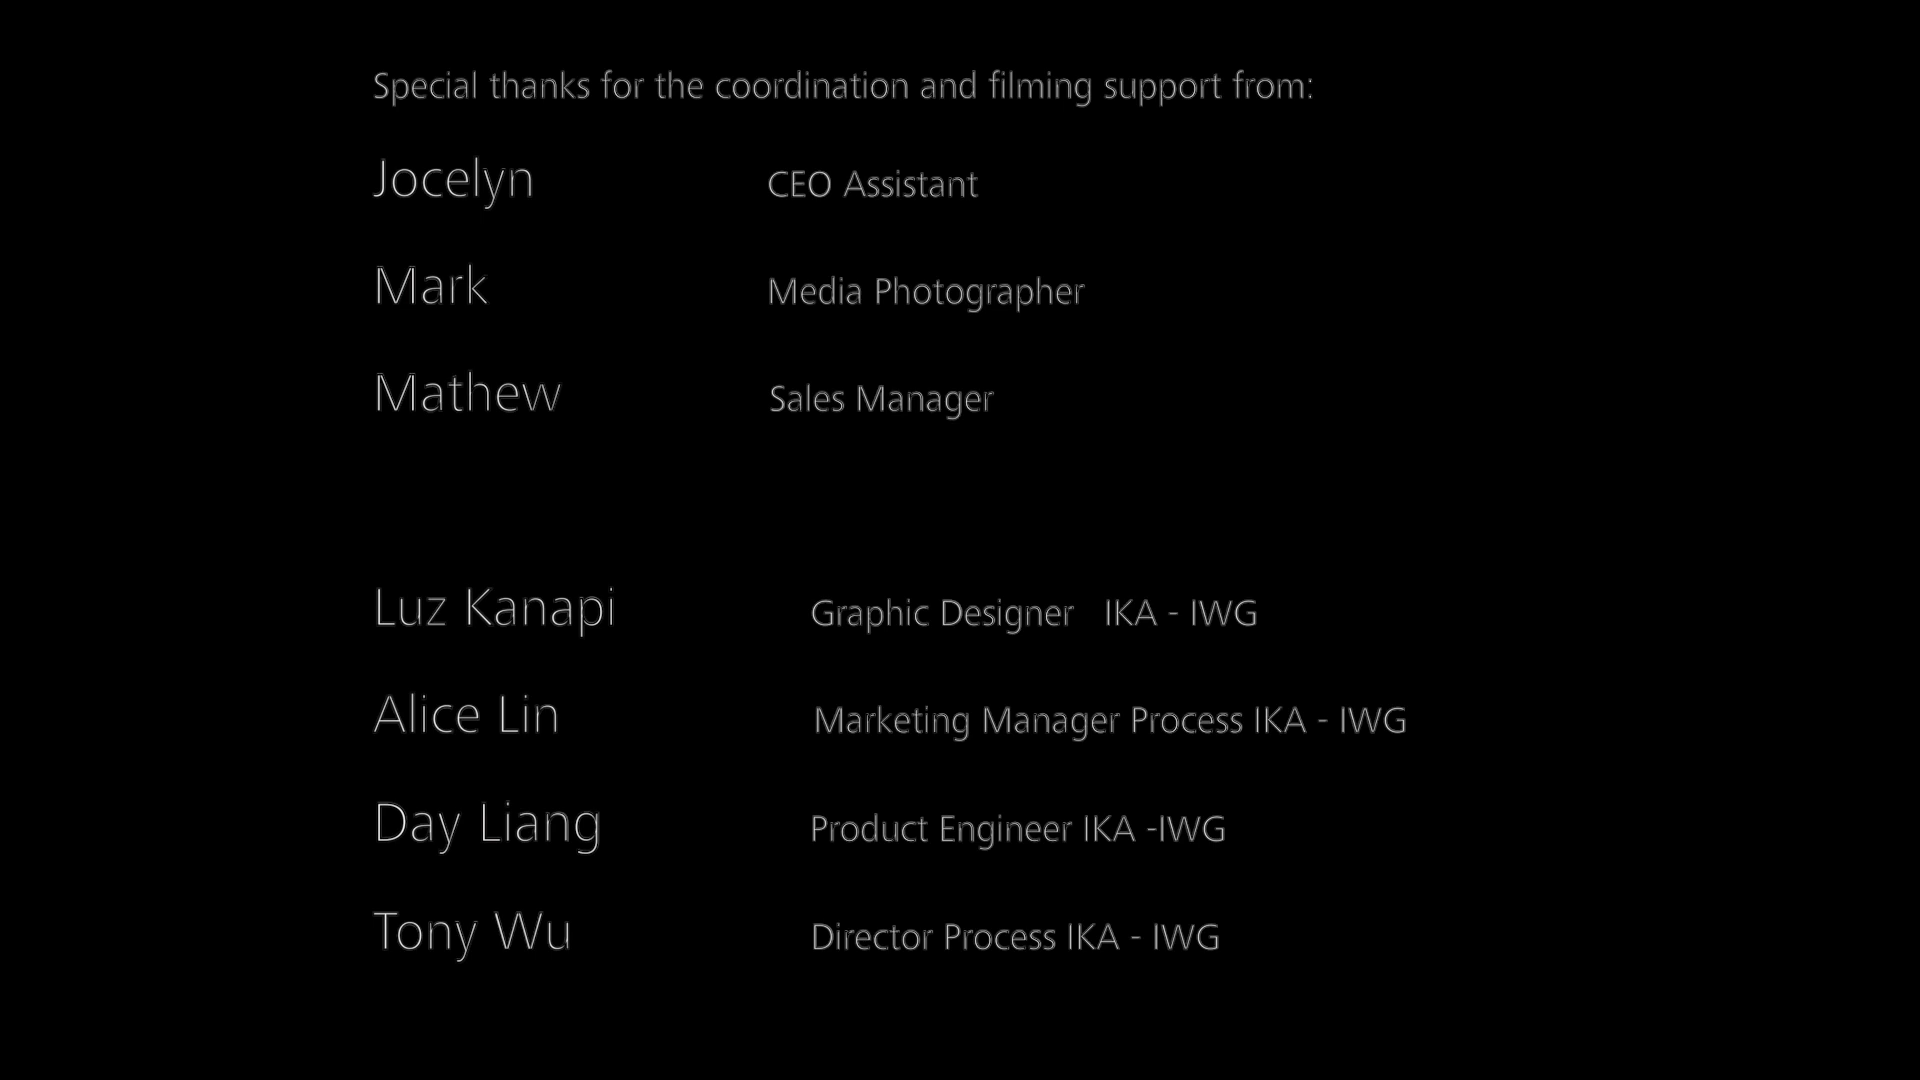 Special thanks for the coordination and filming support from:
Jocelyn CEO Assistant
Mark Media Photographer
Mathew Sales Manager
Luz Kanapi Graphic Designer IKA - IWG
Alice Lin Marketing Manager Process IKA - IWG
Day Liang Product Engineer IKA -IWG
Tony Wu Director Process IKA - IWG